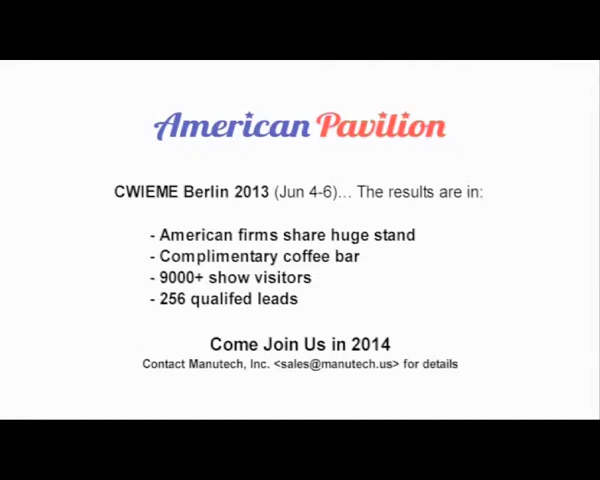 American Pavilion
CWIEME Berlin 2013 (Jun 4-6)... The results are in:
- American firms share huge stand
- Complimentary coffee bar
- 9000+ show visitors
- 256 qualifed leads
Come Join Us in 2014
Contact Manutech, Inc. <sales@manutech.us> for details